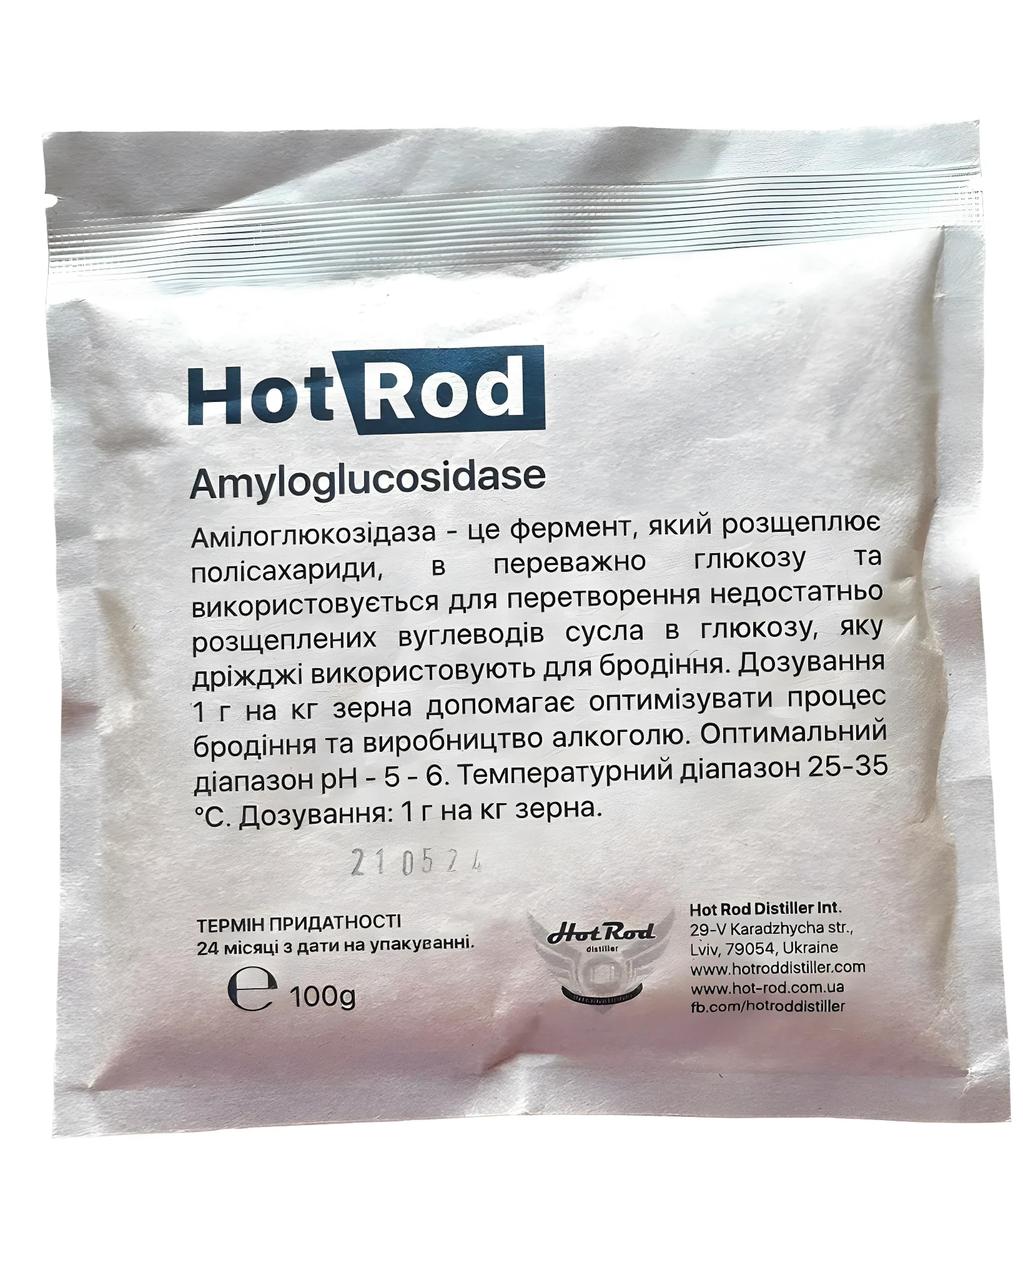 Hot Rod
Amyloglucosidase
Амілоглюкозідаза - це фермент, який розщеплює
полісахариди, в переважно глюкозу та
використовується для перетворення недостатньо
розщеплених вуглеводів сусла в глюкозу, яку
дріжджі використовують для бродіння. Дозування
1 г на кг зерна допомагає оптимізувати процес
бродіння та виробництво алкоголю. Оптимальний
діапазон pH - 5 - 6. Температурний діапазон 25-35
°C. Дозування: 1 г на кг зерна.
210524
ТЕРМІН ПРИДАТНОСТІ
24 місяці з дати на упакуванні.
℮ 100g
Hot Rod
distiller
Hot Rod Distiller Int.
29-V Karadzhycha str.,
Lviv, 79054, Ukraine
www.hotroddistiller.com
www.hot-rod.com.ua
fb.com/hotroddistiller